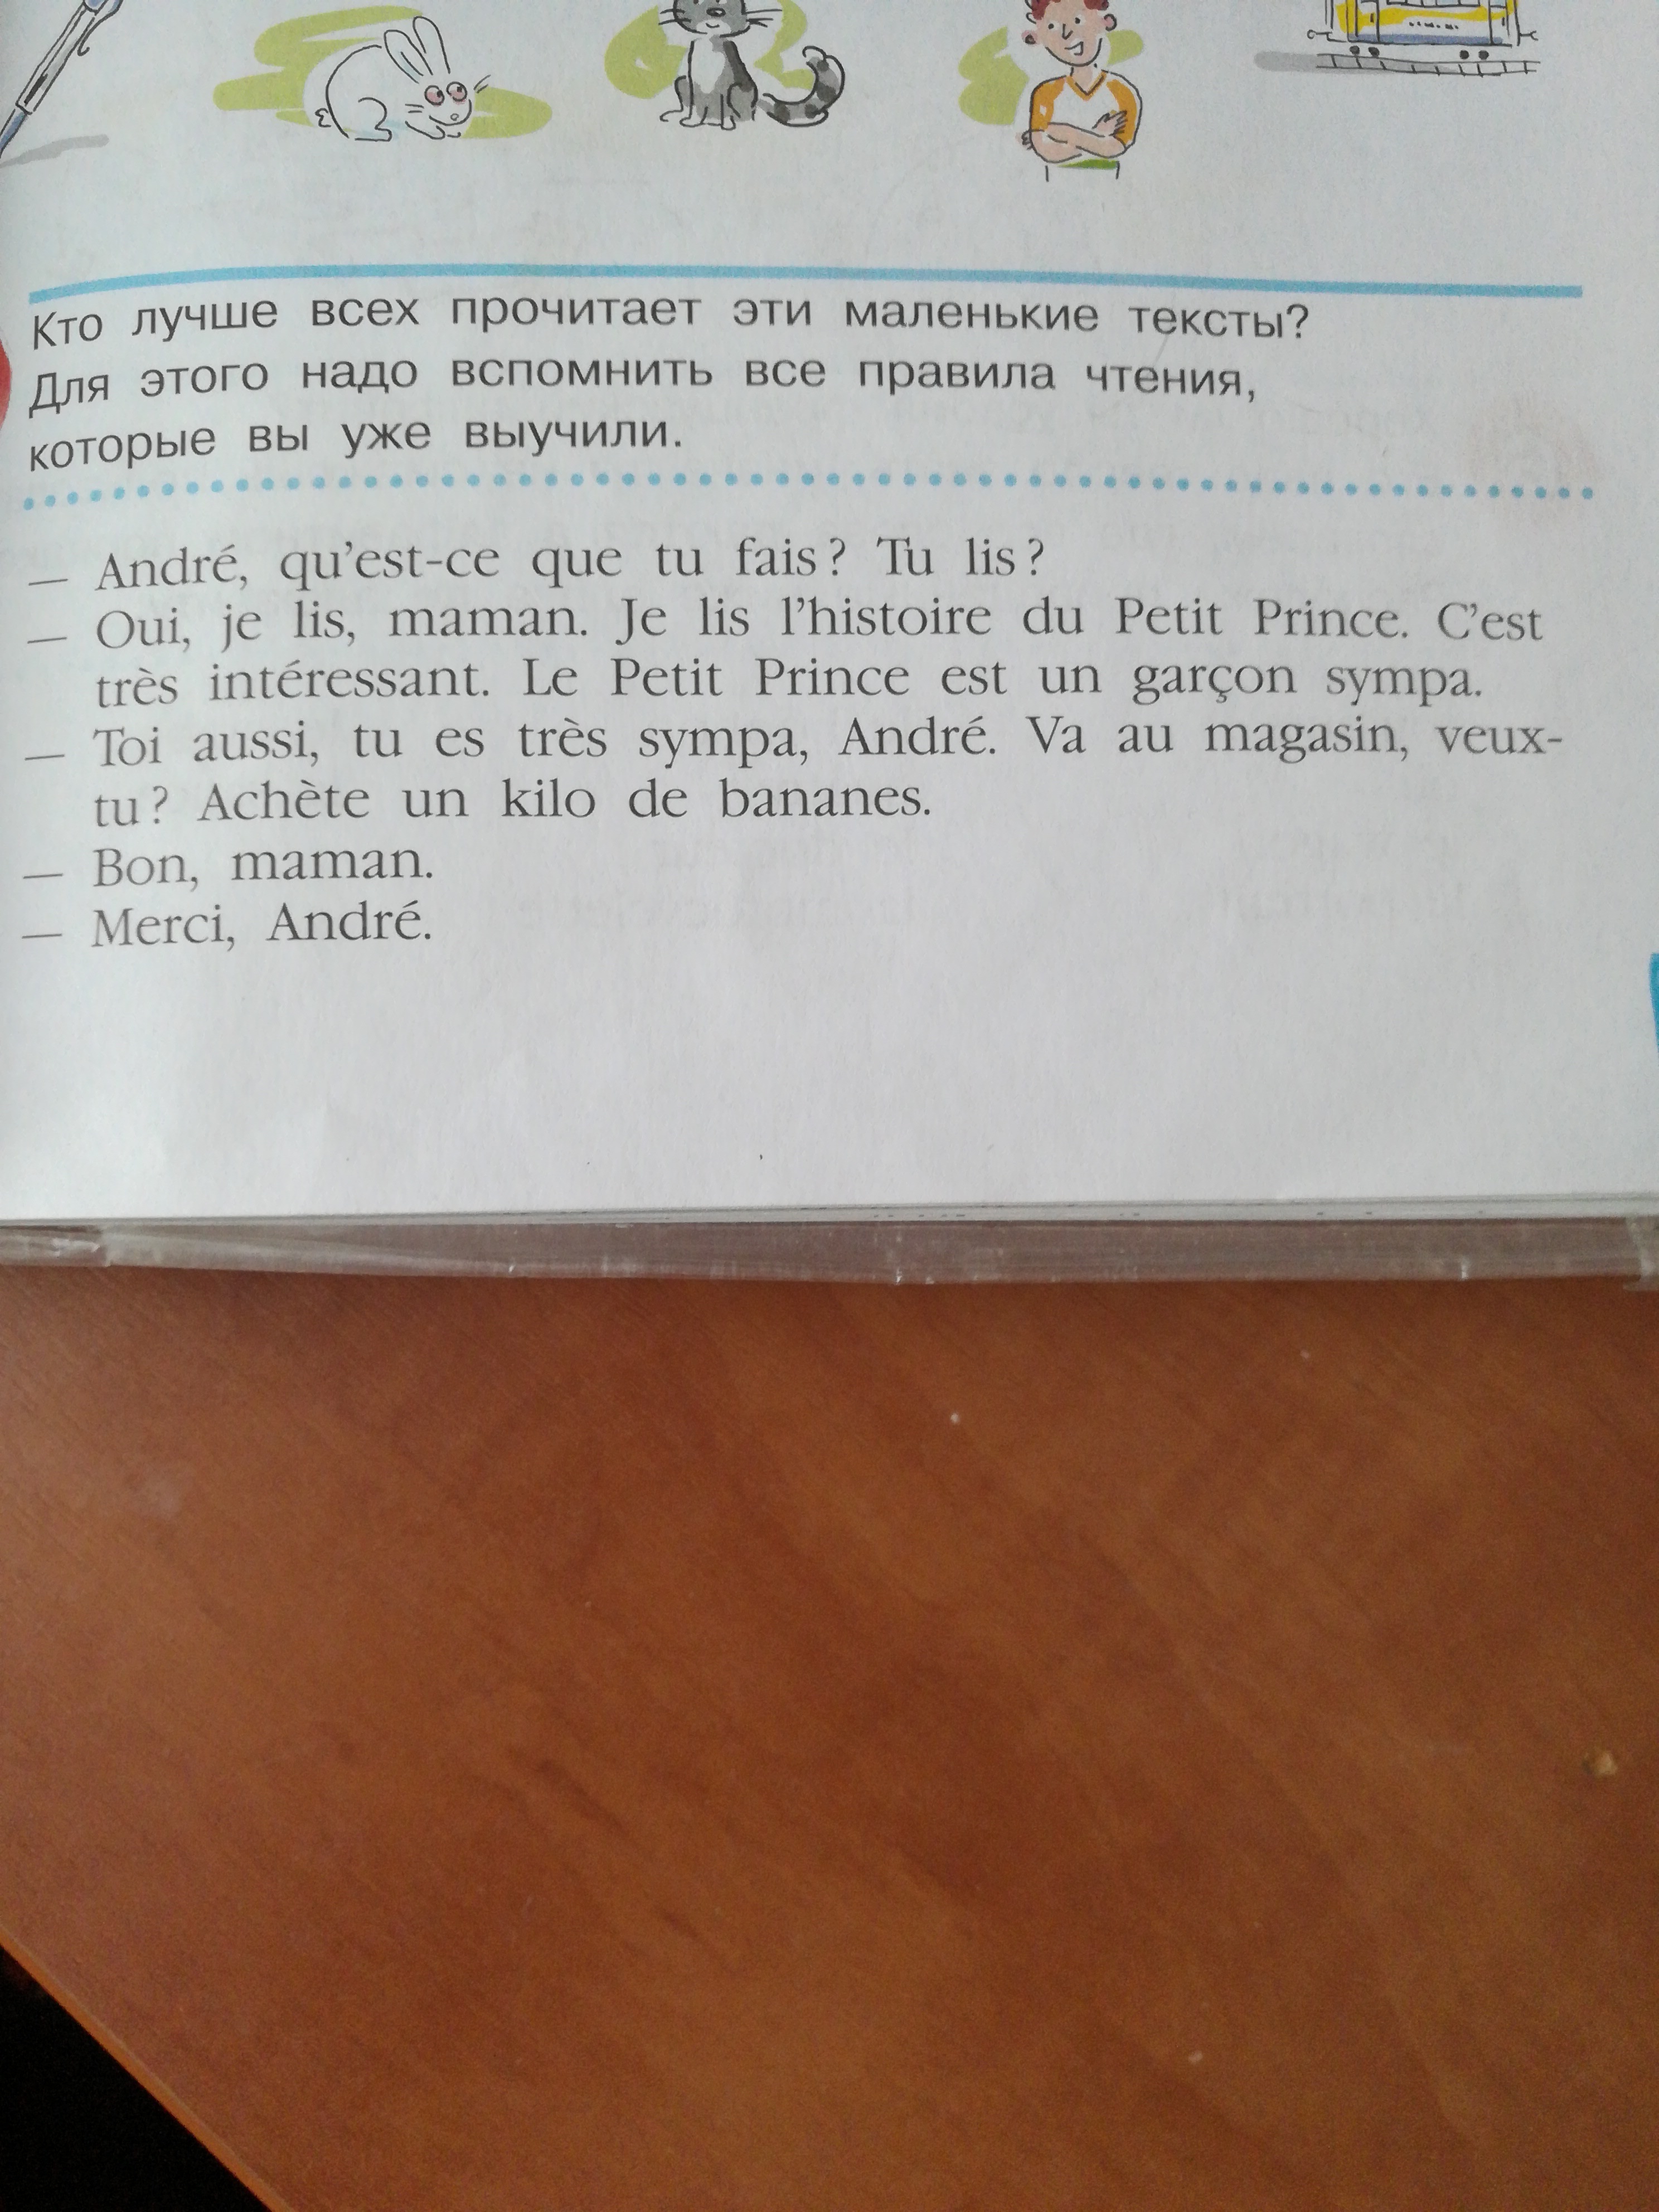 Кто лучше всех прочитает эти маленькие тексты?
Для этого надо вспомнить все правила чтения,
которые вы уже выучили.
— André, qu'est-ce que tu fais ? Tu lis ?
— Oui, je lis, maman. Je lis l'histoire du Petit Prince. C'est
très intéressant. Le Petit Prince est un garçon sympa.
— Toi aussi, tu es très sympa, André. Va au magasin, veux-
tu ? Achète un kilo de bananes.
— Bon, maman.
— Merci, André.